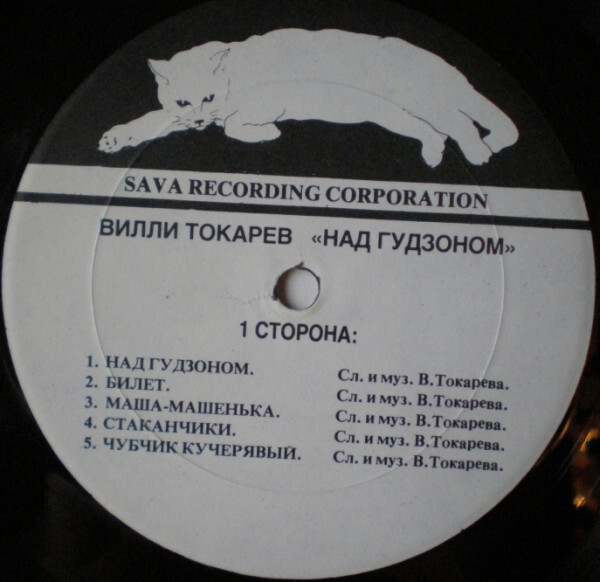 SAVA RECORDING CORPORATION
ВИЛЛИ ТОКАРЕВ «НАД ГУДЗОНОМ»
1 СТОРОНА:
1. НАД ГУДЗОНОМ. Сл. и муз. В.Токарева.
2. БИЛЕТ. Сл. и муз. В.Токарева.
3. МАША-МАШЕНЬКА. Сл. и муз. В.Токарева.
4. СТАКАНЧИКИ. Сл. и муз. В.Токарева.
5. ЧУБЧИК КУЧЕРЯВЫЙ. Сл. и муз. В.Токарева.